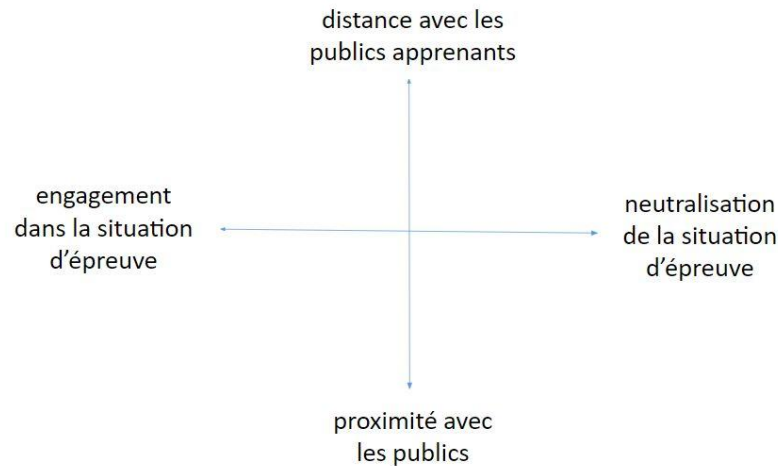 distance avec les
publics apprenants
engagement
dans la situation
d'épreuve
neutralisation
de la situation
d'épreuve
proximité avec
les publics